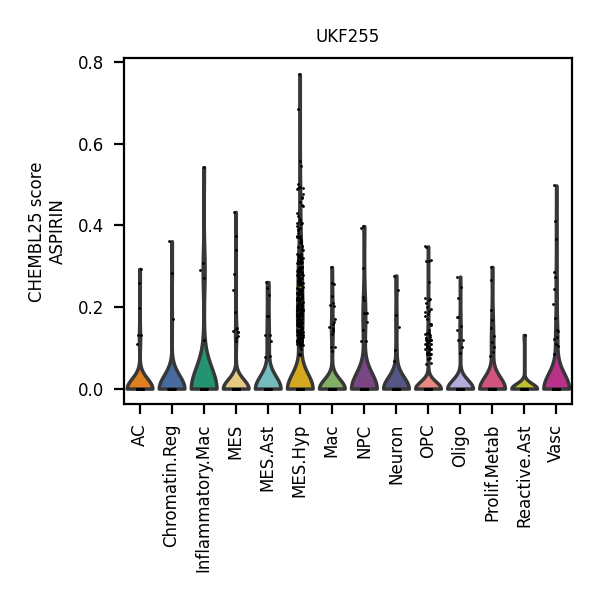 UKF255
CHEMBL25 score
ASPIRIN
0.8
0.6
0.4
0.2
0.0
AC
Chromatin.Reg
Inflammatory.Mac
MES
MES.Ast
MES.Hyp
Mac
NPC
Neuron
OPC
Oligo
Prolif.Metab
Reactive.Ast
Vasc